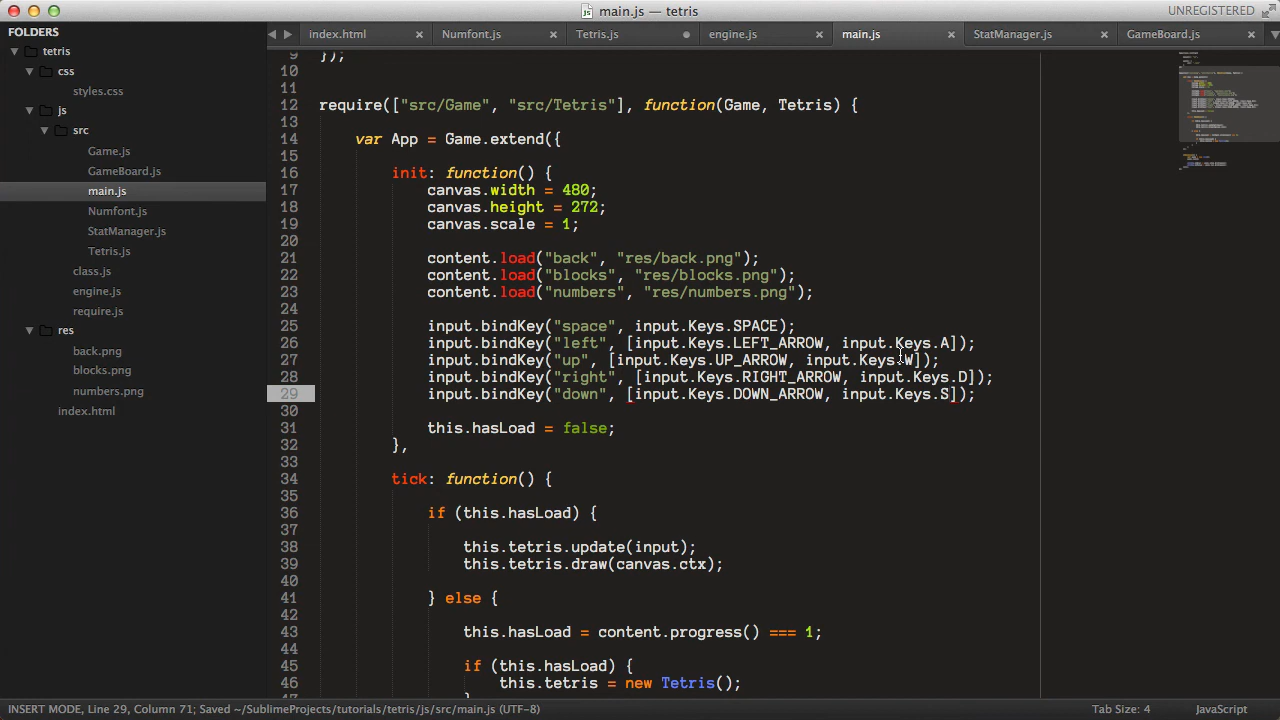 main.js — tetris
UNREGISTERED
FOLDERS
tetris
css
styles.css
js
src
Game.js
GameBoard.js
main.js
Numfont.js
StatManager.js
Tetris.js
class.js
engine.js
require.js
res
back.png
blocks.png
numbers.png
index.html
index.html
Numfont.js
Tetris.js
engine.js
main.js
StatManager.js
GameBoard.js
9 });
10
11
12 require(["src/Game", "src/Tetris"], function(Game, Tetris) {
13
14 var App = Game.extend({
15
16 init: function() {
17 canvas.width = 480;
18 canvas.height = 272;
19 canvas.scale = 1;
20
21 content.load("back", "res/back.png");
22 content.load("blocks", "res/blocks.png");
23 content.load("numbers", "res/numbers.png");
24
25 input.bindKey("space", input.Keys.SPACE);
26 input.bindKey("left", [input.Keys.LEFT_ARROW, input.Keys.A]);
27 input.bindKey("up", [input.Keys.UP_ARROW, input.Keys.W]);
28 input.bindKey("right", [input.Keys.RIGHT_ARROW, input.Keys.D]);
29 input.bindKey("down", [input.Keys.DOWN_ARROW, input.Keys.S]);
30
31 this.hasLoad = false;
32 },
33
34 tick: function() {
35
36 if (this.hasLoad) {
37
38 this.tetris.update(input);
39 this.tetris.draw(canvas.ctx);
40
41 } else {
42
43 this.hasLoad = content.progress() === 1;
44
45 if (this.hasLoad) {
46 this.tetris = new Tetris();
INSERT MODE, Line 29, Column 71; Saved ~/SublimeProjects/tutorials/tetris/js/src/main.js (UTF-8)
Tab Size: 4
JavaScript